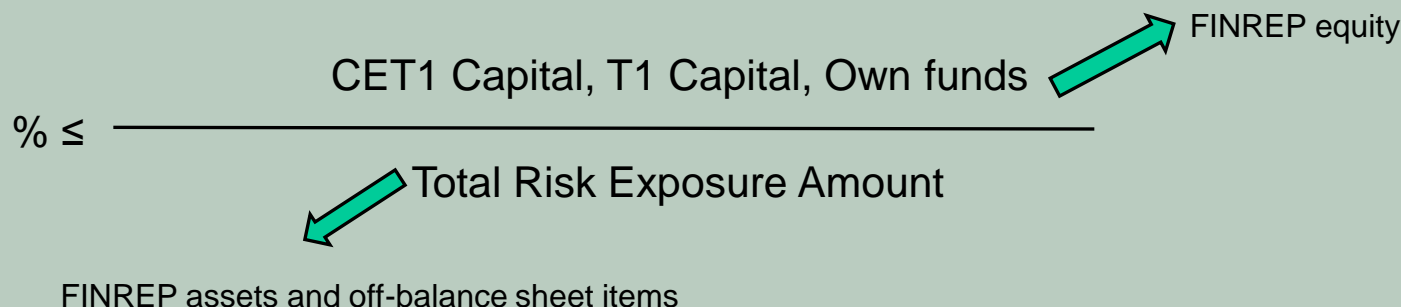 FINREP equity
CET1 Capital, T1 Capital, Own funds
% ≤
Total Risk Exposure Amount
FINREP assets and off-balance sheet items